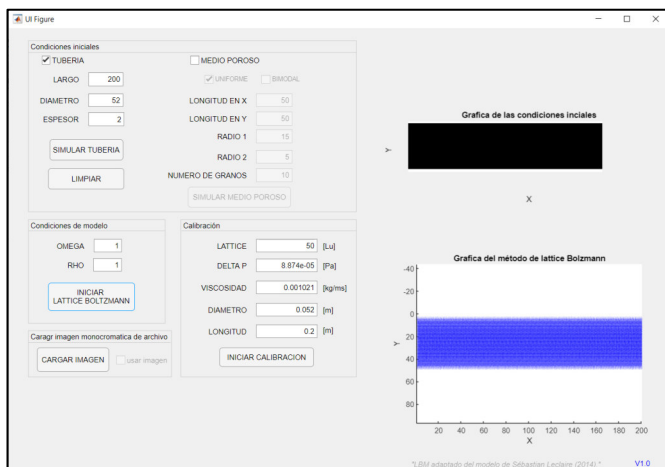 UI Figure
Condiciones iniciales
TUBERIA
LARGO 200
DIAMETRO 52
ESPESOR 2
SIMULAR TUBERIA
LIMPIAR
MEDIO POROSO
UNIFORME BIMODAL
LONGITUD EN X 50
LONGITUD EN Y 50
RADIO 1 15
RADIO 2 5
NUMERO DE GRANOS 10
SIMULAR MEDIO POROSO
Condiciones de modelo
OMEGA 1
RHO 1
INICIAR
LATTICE BOLTZMANN
Caragr imagen monocromatica de archivo
CARGAR IMAGEN usar imagen
Calibración
LATTICE 50 [Lu]
DELTA P 8.874e-05 [Pa]
VISCOSIDAD 0.001021 [kg/ms]
DIAMETRO 0.052 [m]
LONGITUD 0.2 [m]
INICIAR CALIBRACION
Grafica de las condiciones inciales
Y
X
Grafica del método de lattice Bolzmann
-40
-20
0
20
40
60
80
Y
20 40 60 80 100 120 140 160 180 200
X
"LBM adaptado del modelo de Sébastien Leclaire (2014) "
V1.0